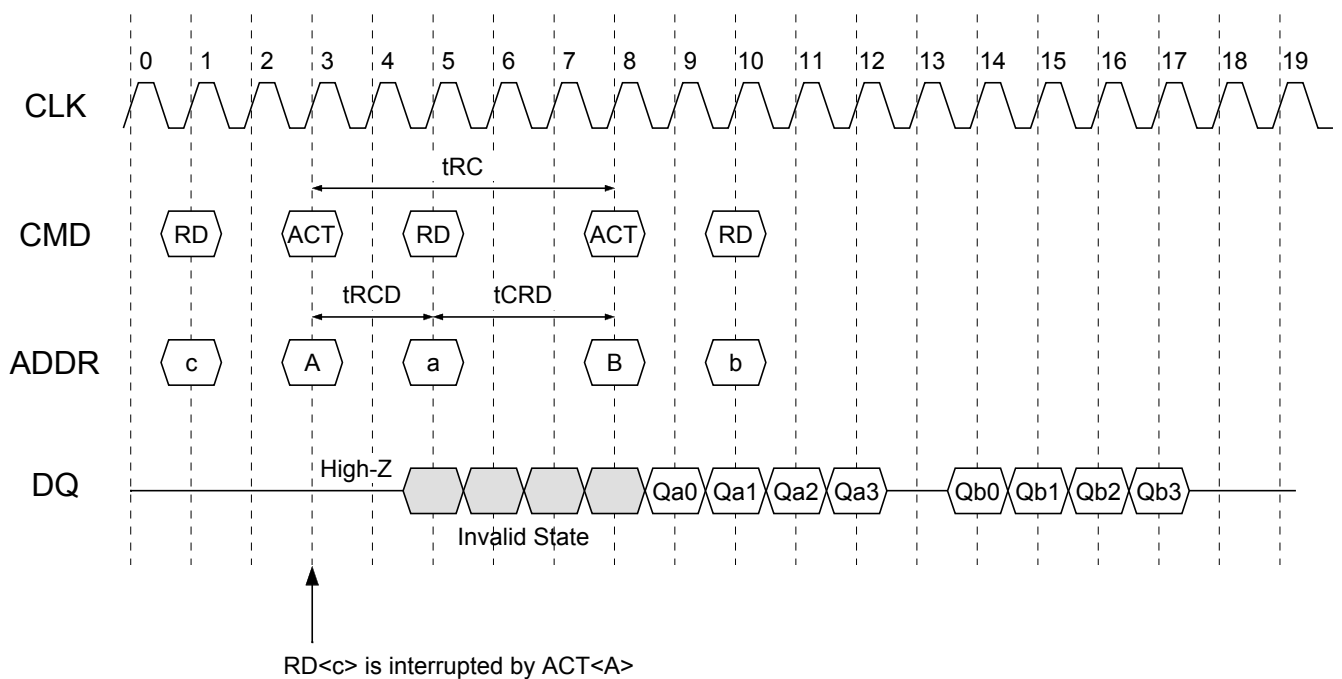 0 1 2 3 4 5 6 7 8 9 10 11 12 13 14 15 16 17 18 19
CLK
tRC
CMD RD ACT RD ACT RD
tRCD tCRD
ADDR c A a B b
High-Z
DQ Qa0 Qa1 Qa2 Qa3 Qb0 Qb1 Qb2 Qb3
Invalid State
RD<c> is interrupted by ACT<A>